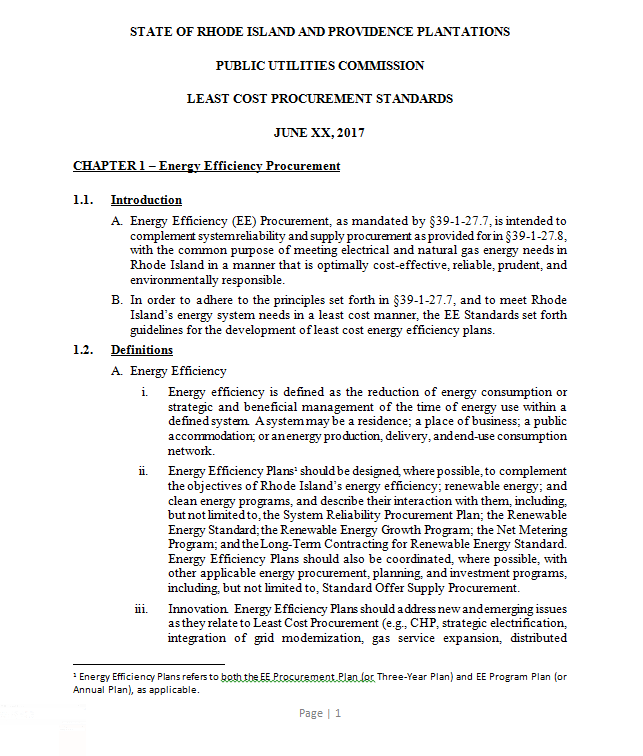 STATE OF RHODE ISLAND AND PROVIDENCE PLANTATIONS
PUBLIC UTILITIES COMMISSION
LEAST COST PROCUREMENT STANDARDS
JUNE XX, 2017
CHAPTER 1 – Energy Efficiency Procurement
1.1. Introduction
A. Energy Efficiency (EE) Procurement, as mandated by §39-1-27.7, is intended to
complement system reliability and supply procurement as provided for in §39-1-27.8,
with the common purpose of meeting electrical and natural gas energy needs in
Rhode Island in a manner that is optimally cost-effective, reliable, prudent, and
environmentally responsible.
B. In order to adhere to the principles set forth in §39-1-27.7, and to meet Rhode
Island's energy system needs in a least cost manner, the EE Standards set forth
guidelines for the development of least cost energy efficiency plans.
1.2. Definitions
A. Energy Efficiency
i. Energy efficiency is defined as the reduction of energy consumption or
strategic and beneficial management of the time of energy use within a
defined system. A system may be a residence; a place of business; a public
accommodation; or an energy production, delivery, and end-use consumption
network.
ii. Energy Efficiency Plans¹ should be designed, where possible, to complement
the objectives of Rhode Island's energy efficiency; renewable energy; and
clean energy programs, and describe their interaction with them, including,
but not limited to, the System Reliability Procurement Plan; the Renewable
Energy Standard; the Renewable Energy Growth Program; the Net Metering
Program; and the Long-Term Contracting for Renewable Energy Standard.
Energy Efficiency Plans should also be coordinated, where possible, with
other applicable energy procurement, planning, and investment programs,
including, but not limited to, Standard Offer Supply Procurement.
iii. Innovation. Energy Efficiency Plans should address new and emerging issues
as they relate to Least Cost Procurement (e.g., CHP, strategic electrification,
integration of grid modernization, gas service expansion, distributed
¹ Energy Efficiency Plans refers to both the EE Procurement Plan (or Three-Year Plan) and EE Program Plan (or
Annual Plan), as applicable.
Page | 1